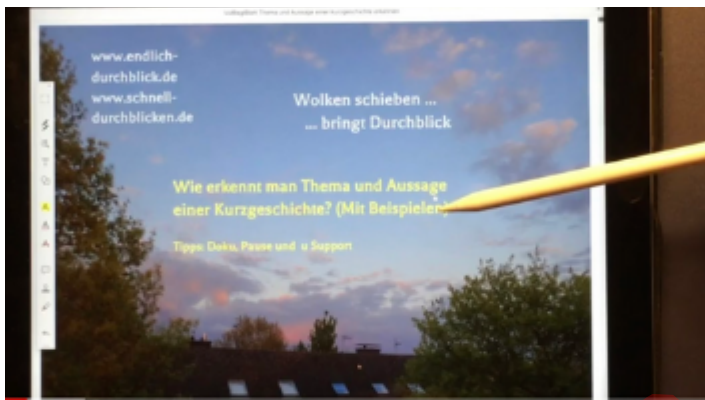 www.endlich-
durchblick.de
www.schnell-
durchblicken.de
Wolken schieben ...
.... bringt Durchblick
Wie erkennt man Thema und Aussage
einer Kurzgeschichte? (Mit Beispielen)
Tipps: Doku, Pause und u Support